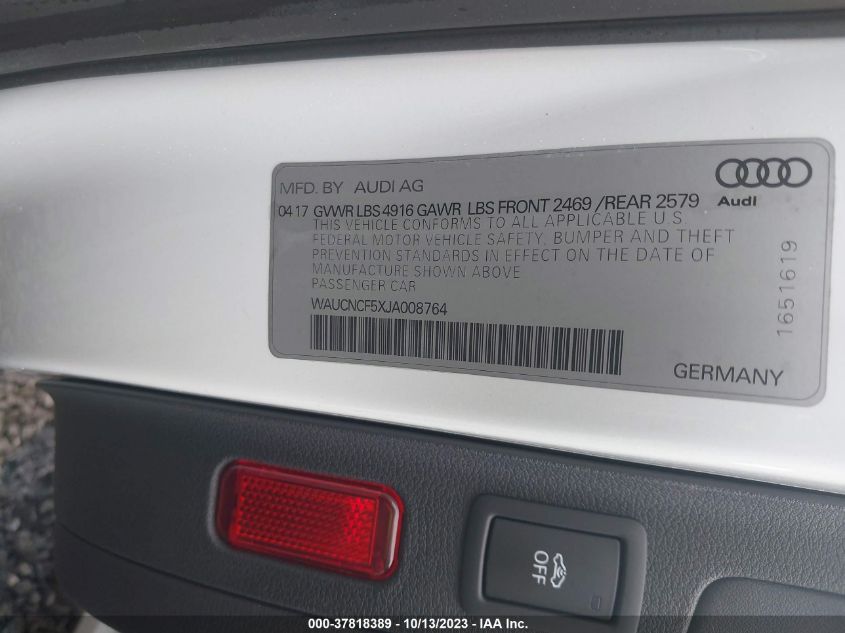 MFD. BY AUDI AG
Audi
04 17 GVWR LBS 4916 GAWR LBS FRONT 2469 /REAR 2579
THIS VEHICLE CONFORMS TO ALL APPLICABLE U.S
FEDERAL MOTOR VEHICLE SAFETY, BUMPER AND THEFT
PREVENTION STANDARDS IN EFFECT ON THE DATE OF
MANUFACTURE SHOWN ABOVE
PASSENGER CAR
WAUCNCF5XJA008764
1651619
GERMANY
OFF
000-37818389 - 10/13/2023 - IAA Inc.